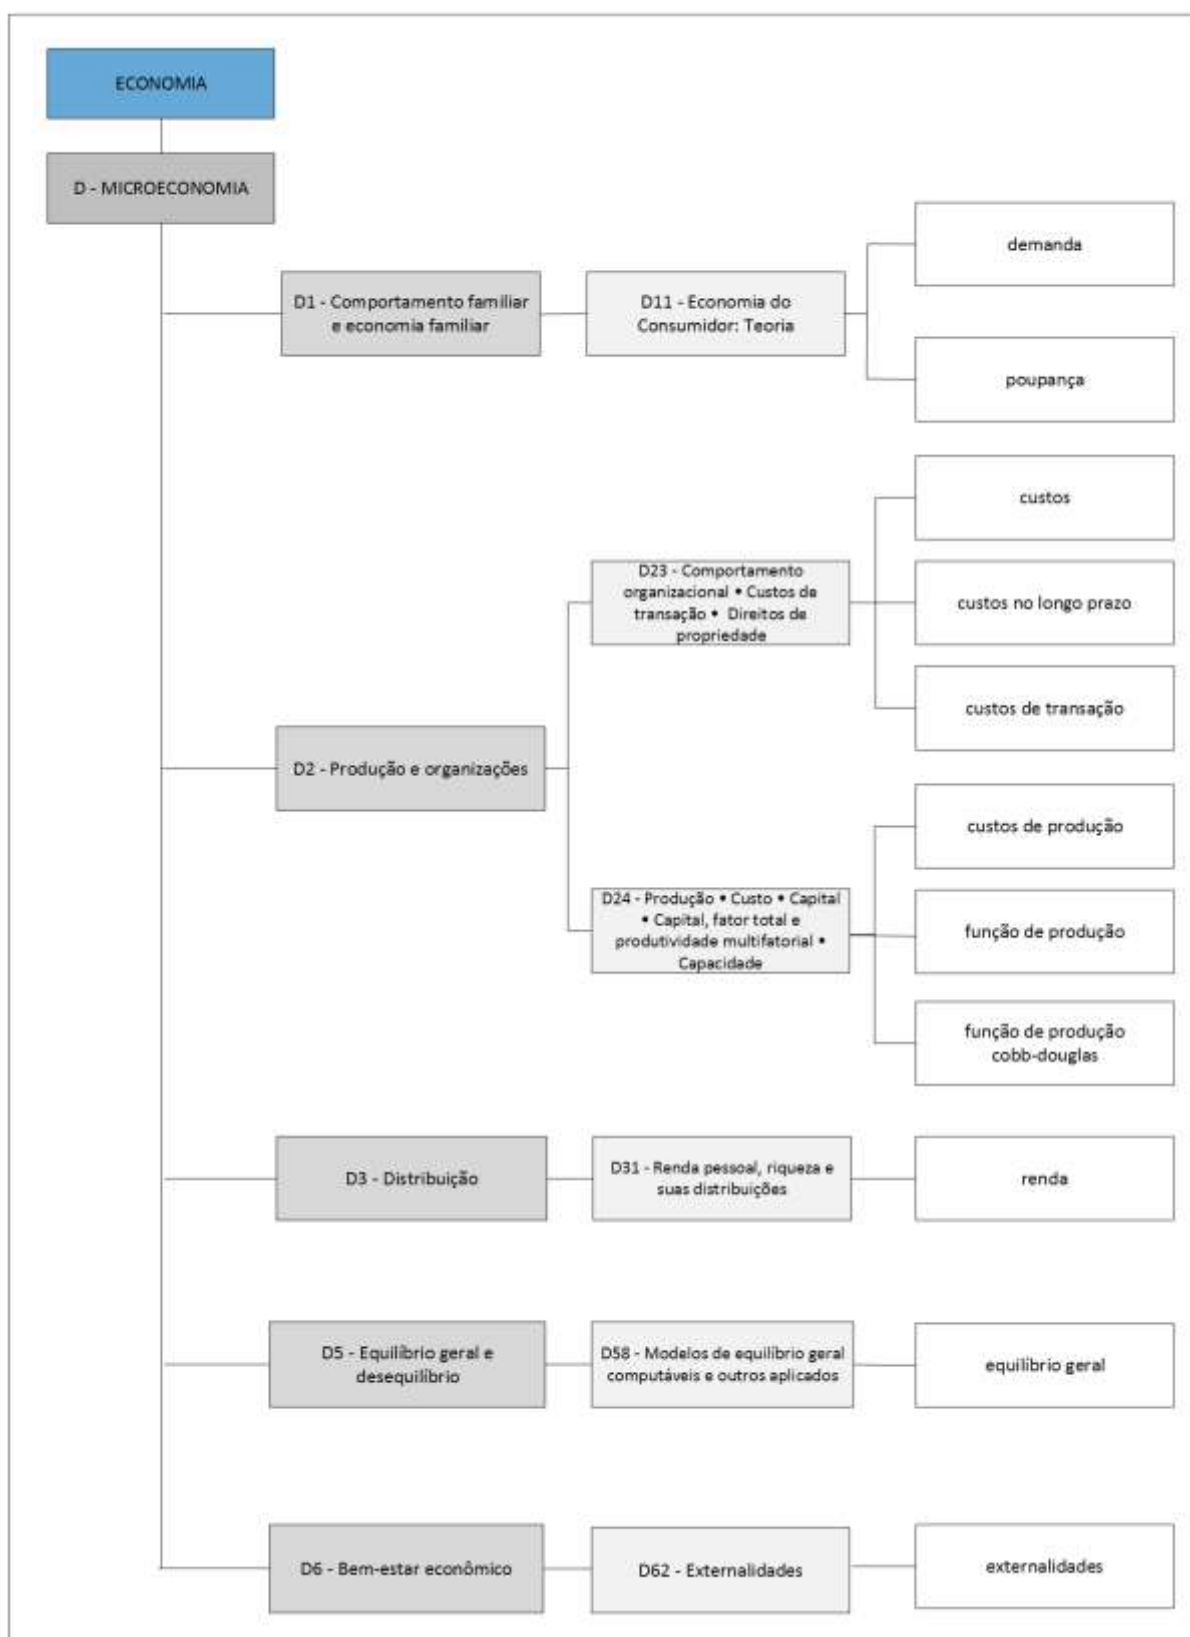 ECONOMIA
D - MICROECONOMIA
D1 - Comportamento familiar
e economia familiar
D11 - Economia do
Consumidor: Teoria
demanda
poupança
D2 - Produção e organizações
D23 - Comportamento
organizacional • Custos de
transação • Direitos de
propriedade
custos
custos no longo prazo
custos de transação
D24 - Produção • Custo • Capital
• Capital, fator total e
produtividade multifatorial •
Capacidade
custos de produção
função de produção
função de produção
cobb-douglas
D3 - Distribuição
D31 - Renda pessoal, riqueza e
suas distribuições
renda
D5 - Equilíbrio geral e
desequilíbrio
D58 - Modelos de equilíbrio geral
computáveis e outros aplicados
equilíbrio geral
D6 - Bem-estar econômico
D62 - Externalidades
externalidades